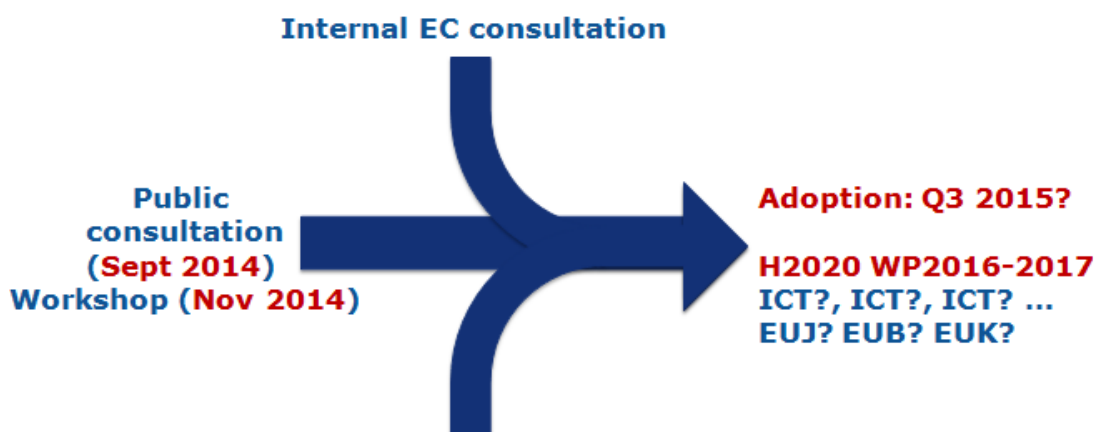 Internal EC consultation
Public
consultation
(Sept 2014)
Workshop (Nov 2014)
Adoption: Q3 2015?
H2020 WP2016-2017
ICT?, ICT?, ICT? ...
EUJ? EUB? EUK?